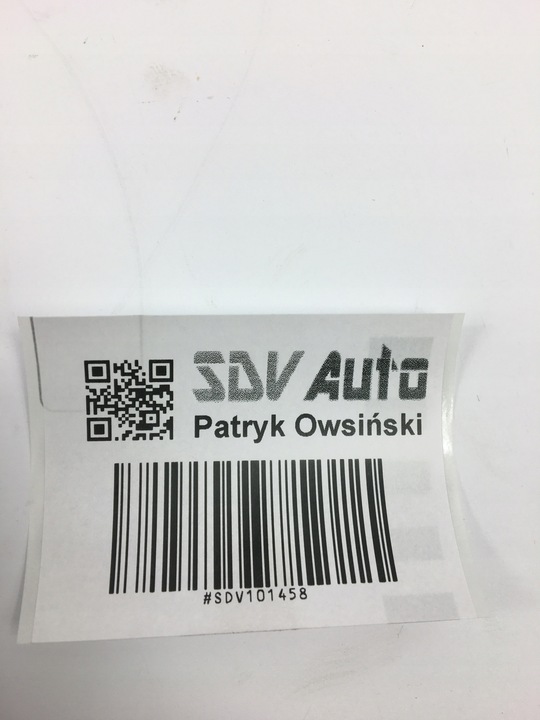 SDV Auto
Patryk Owsiński
#SDV101458